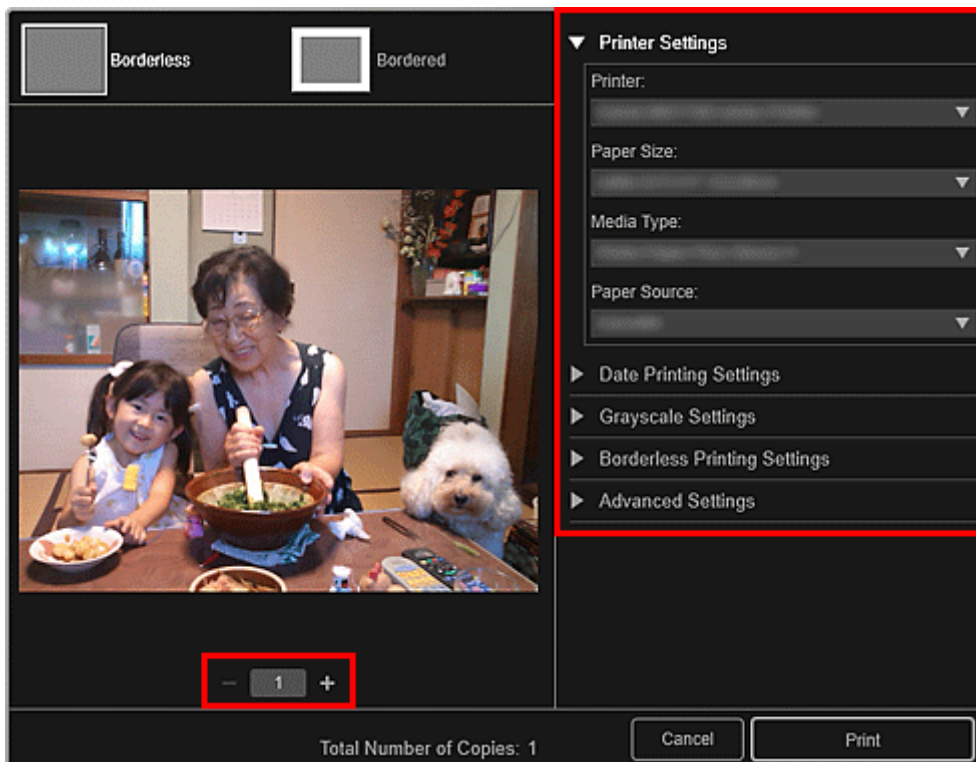 Borderless
Bordered
Printer Settings
Printer:
Paper Size:
Media Type:
Paper Source:
Date Printing Settings
Grayscale Settings
Borderless Printing Settings
Advanced Settings
1
Total Number of Copies: 1
Cancel
Print